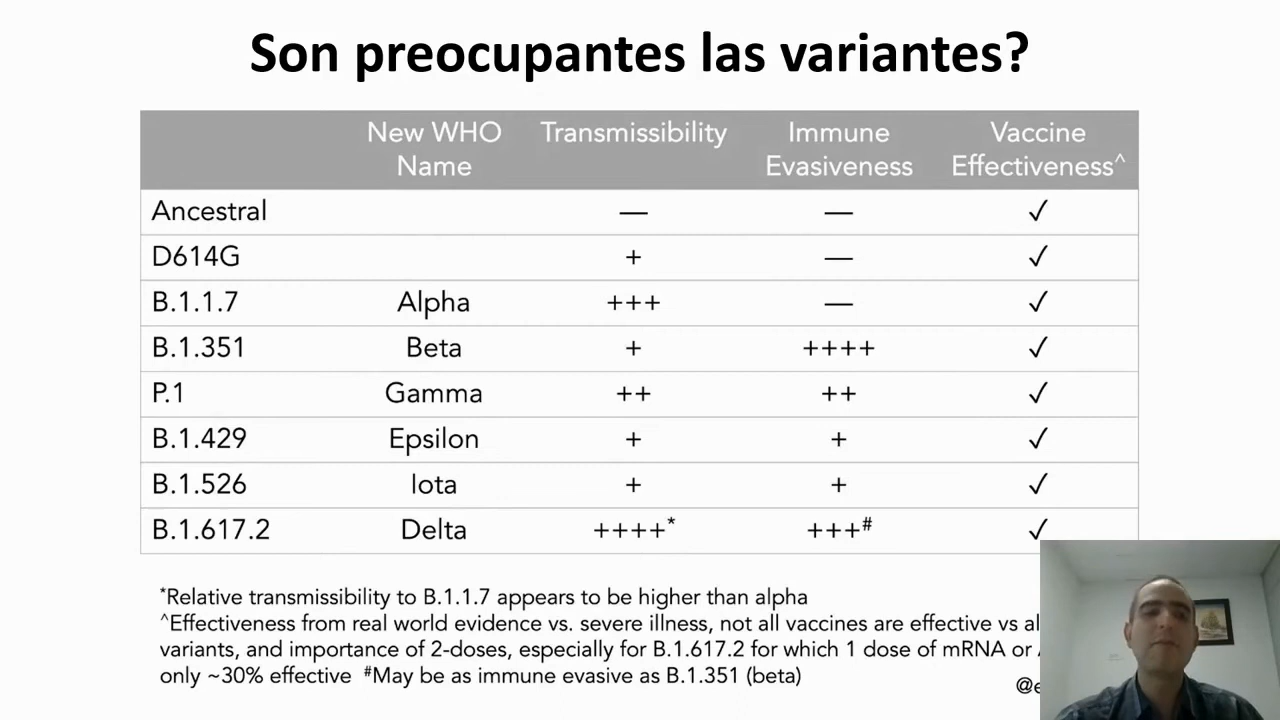 Son preocupantes las variantes?
New WHO Name Transmissibility Immune Evasiveness Vaccine Effectiveness^
Ancestral — — ✓
D614G + — ✓
B.1.1.7 Alpha +++ — ✓
B.1.351 Beta + ++++ ✓
P.1 Gamma ++ ++ ✓
B.1.429 Epsilon + + ✓
B.1.526 Iota + + ✓
B.1.617.2 Delta ++++* +++# ✓
*Relative transmissibility to B.1.1.7 appears to be higher than alpha
^Effectiveness from real world evidence vs. severe illness, not all vaccines are effective vs
variants, and importance of 2-doses, especially for B.1.617.2 for which 1 dose of mRNA or
only ~30% effective #May be as immune evasive as B.1.351 (beta)